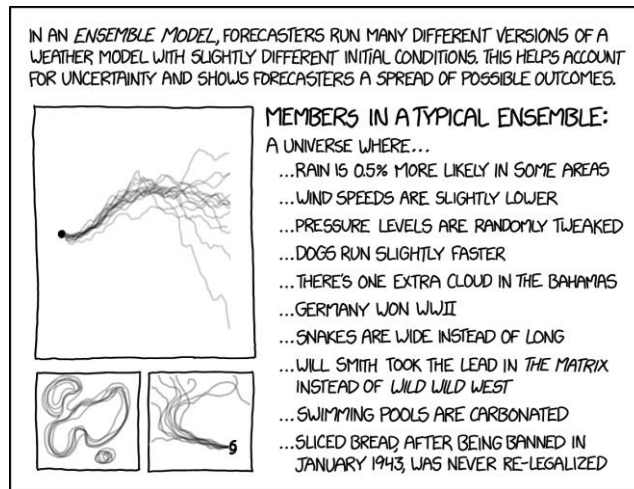 IN AN ENSEMBLE MODEL, FORECASTERS RUN MANY DIFFERENT VERSIONS OF A
WEATHER MODEL WITH SLIGHTLY DIFFERENT INITIAL CONDITIONS. THIS HELPS ACCOUNT
FOR UNCERTAINTY AND SHOWS FORECASTERS A SPREAD OF POSSIBLE OUTCOMES.
MEMBERS IN A TYPICAL ENSEMBLE:
A UNIVERSE WHERE...
...RAIN IS 0.5% MORE LIKELY IN SOME AREAS
...WIND SPEEDS ARE SLIGHTLY LOWER
...PRESSURE LEVELS ARE RANDOMLY TWEAKED
...DOGS RUN SLIGHTLY FASTER
...THERE'S ONE EXTRA CLOUD IN THE BAHAMAS
...GERMANY WON WWII
...SNAKES ARE WIDE INSTEAD OF LONG
...WILL SMITH TOOK THE LEAD IN THE MATRIX
INSTEAD OF WILD WILD WEST
...SWIMMING POOLS ARE CARBONATED
...SLICED BREAD, AFTER BEING BANNED IN
JANUARY 1943, WAS NEVER RE-LEGALIZED